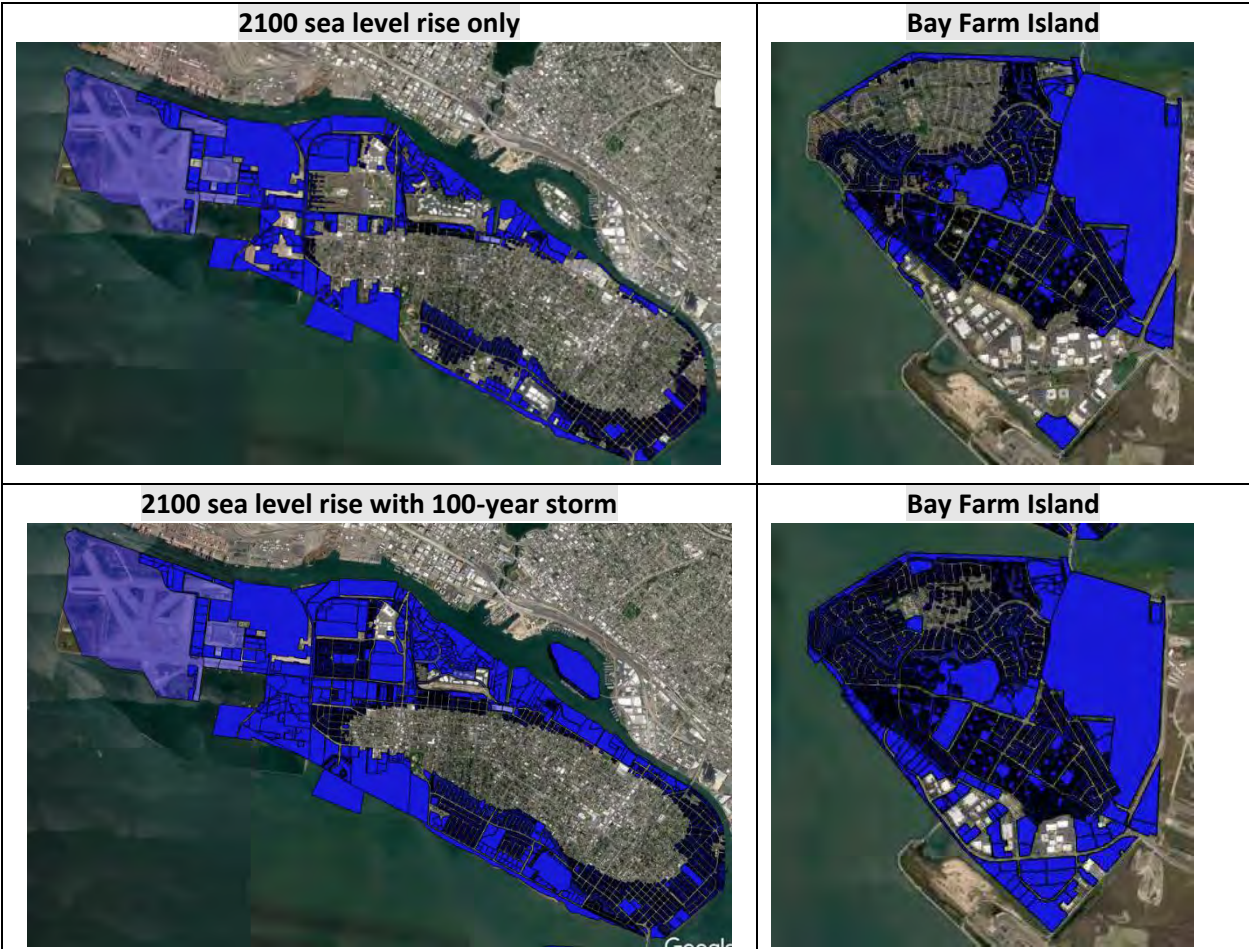 2100 sea level rise only
Bay Farm Island
2100 sea level rise with 100-year storm
Bay Farm Island
Google